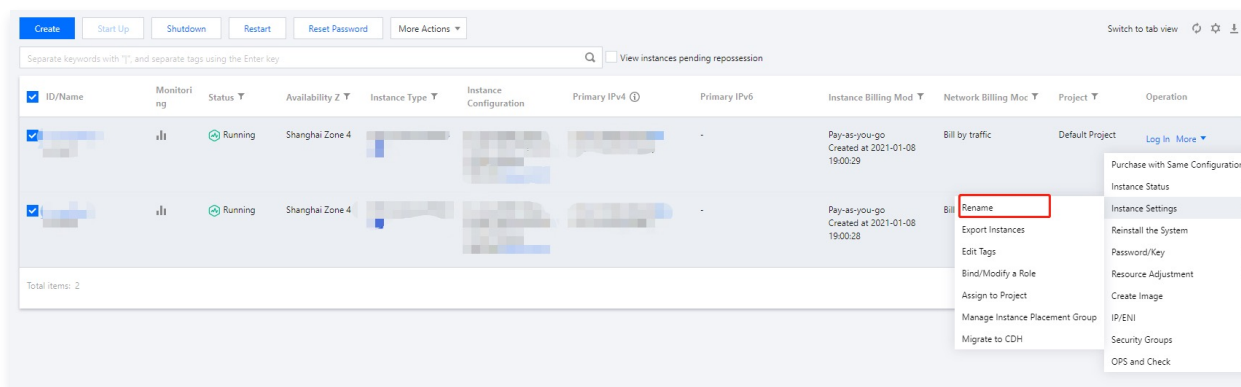 Create Start Up Shutdown Restart Reset Password More Actions Switch to tab view
Separate keywords with "|", and separate tags using the Enter key View instances pending repossession
ID/Name Monitori
ng Status Availability Z Instance Type Instance
Configuration Primary IPv4 Primary IPv6 Instance Billing Mod Network Billing Moc Project Operation
Running Shanghai Zone 4 - Pay-as-you-go Bill by traffic Default Project Log In More
Created at 2021-01-08
19:00:29
Purchase with Same Configuration
Instance Status
Running Shanghai Zone 4 - Pay-as-you-go Bill Rename Instance Settings
Created at 2021-01-08
19:00:28
Export Instances Reinstall the System
Edit Tags Password/Key
Bind/Modify a Role Resource Adjustment
Total items: 2
Assign to Project Create Image
Manage Instance Placement Group IP/ENI
Migrate to CDH Security Groups
OPS and Check